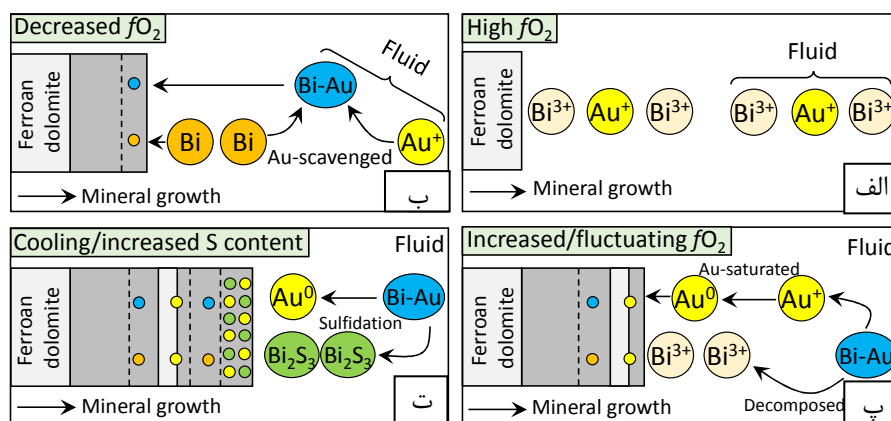 Decreased fO₂
Fluid
Ferroan dolomite
Bi-Au
Bi
Bi
Au⁺
Au-scavenged
Mineral growth
ب
High fO₂
Fluid
Ferroan dolomite
Bi³⁺
Au⁺
Bi³⁺
Bi³⁺
Au⁺
Bi³⁺
Mineral growth
الف
Cooling/increased S content
Fluid
Ferroan dolomite
Au⁰
Bi-Au
Sulfidation
Bi₂S₃
Bi₂S₃
Mineral growth
ت
Increased/fluctuating fO₂
Fluid
Au-saturated
Ferroan dolomite
Au⁰
Au⁺
Bi³⁺
Bi³⁺
Bi-Au
Decomposed
Mineral growth
پ